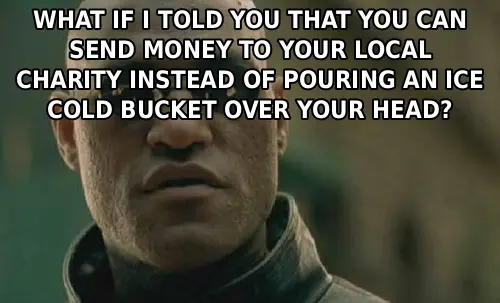 WHAT IF I TOLD YOU THAT YOU CAN
SEND MONEY TO YOUR LOCAL
CHARITY INSTEAD OF POURING AN ICE
COLD BUCKET OVER YOUR HEAD?